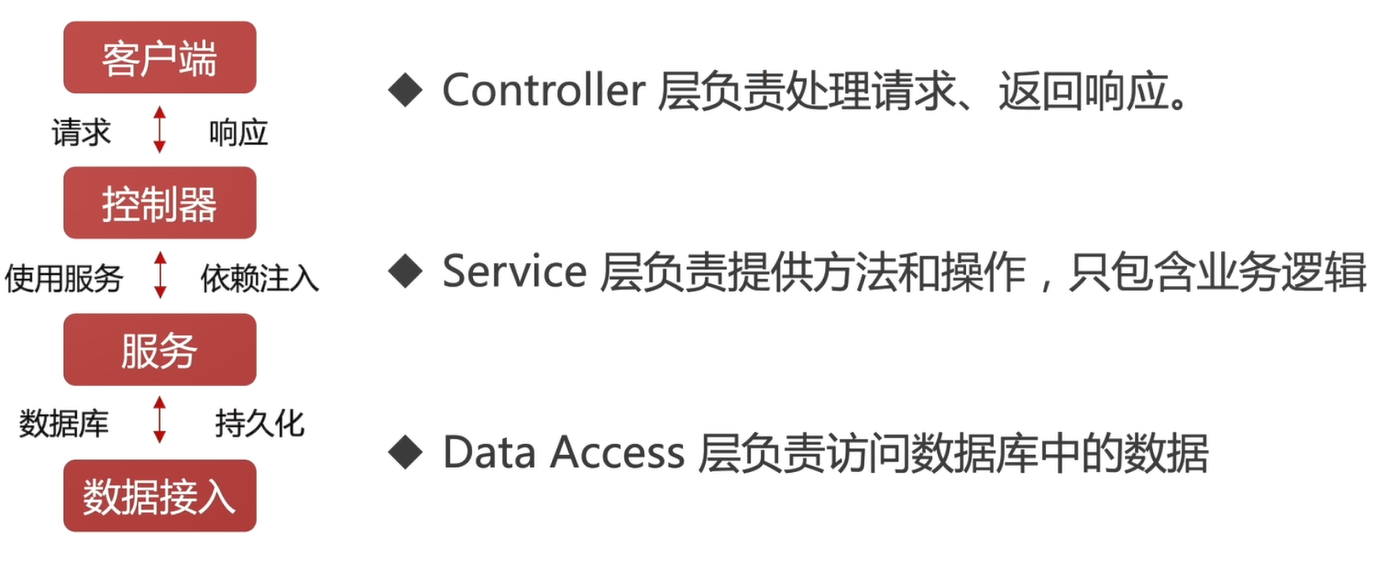 客户端
请求 响应
控制器
使用服务 依赖注入
服务
数据库 持久化
数据接入
Controller 层负责处理请求、返回响应。
Service 层负责提供方法和操作，只包含业务逻辑
Data Access 层负责访问数据库中的数据